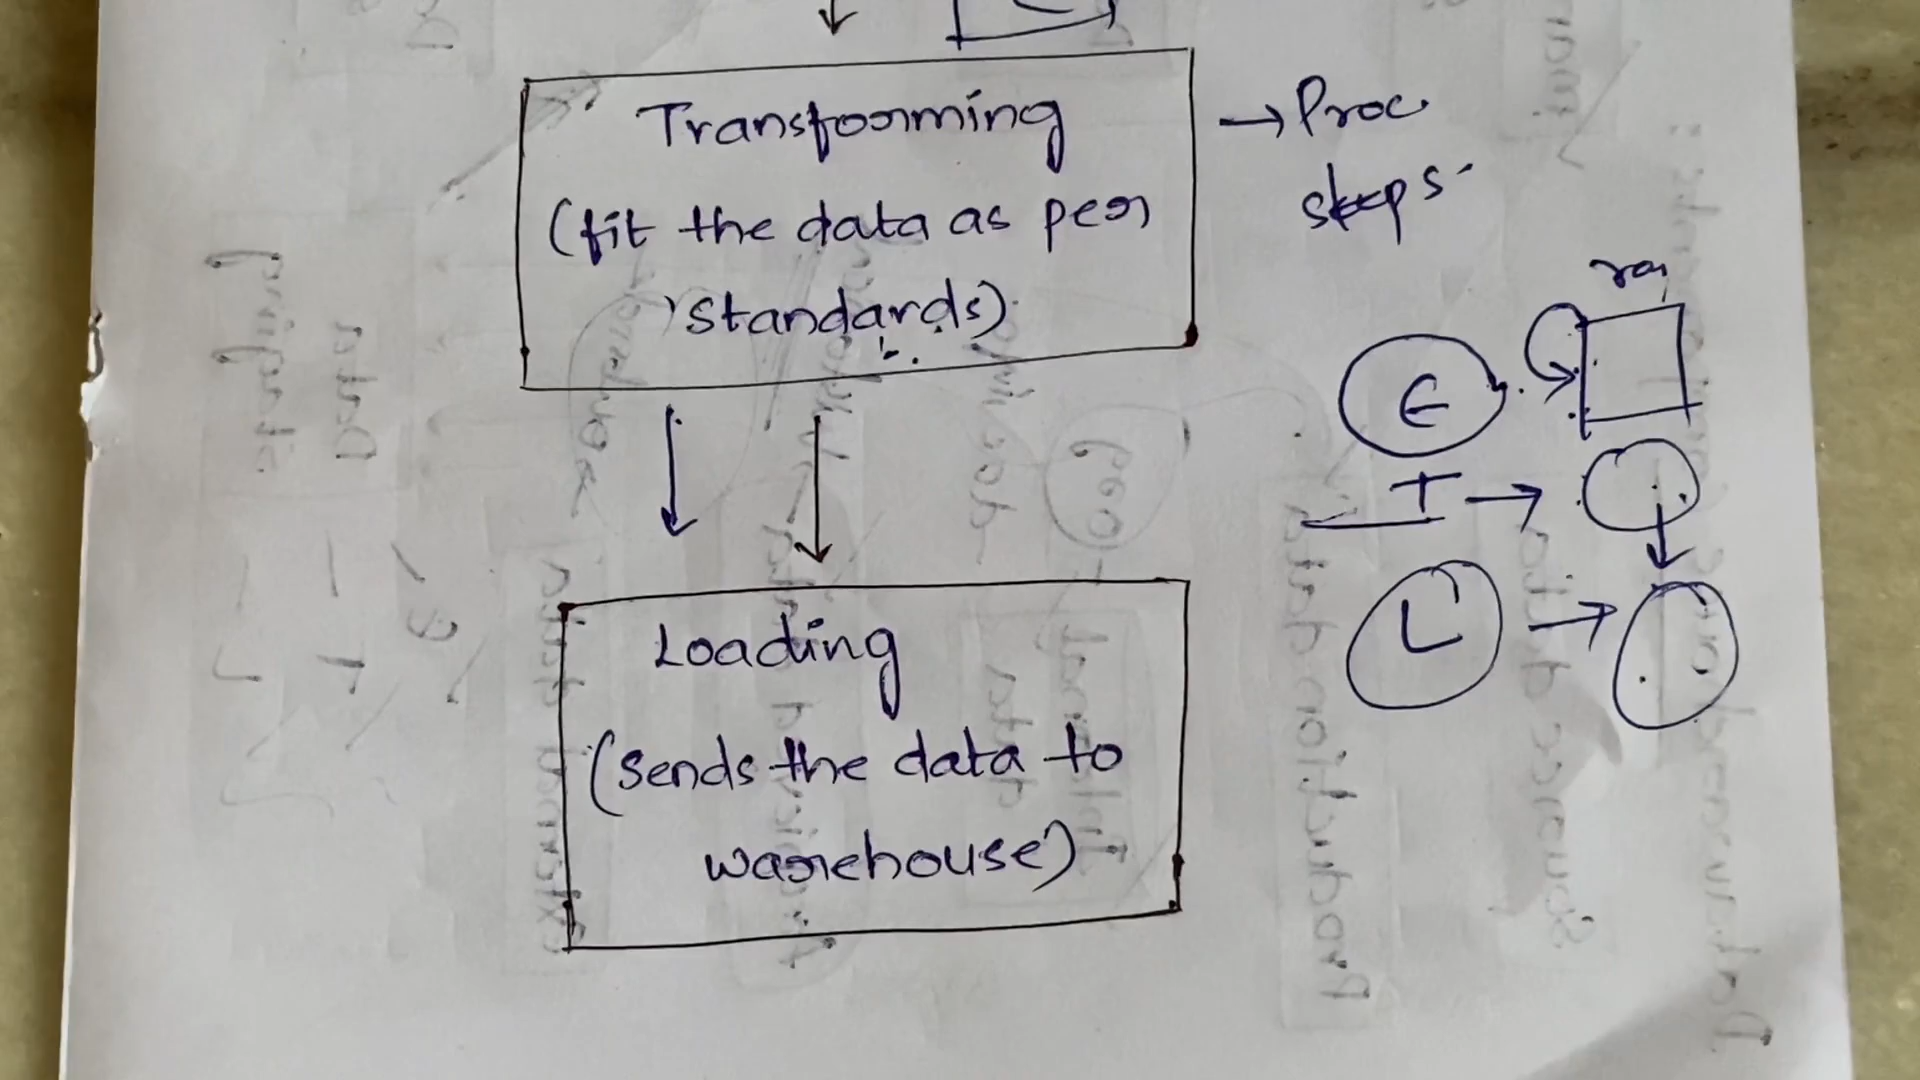 Transforming
(fit the data as per
standards)
→ Proc
steps
E
T →
L →
Loading
(sends the data to
warehouse)